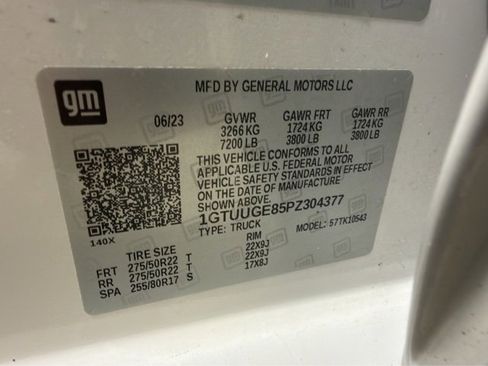 gm
MFD BY GENERAL MOTORS LLC
06/23 GVWR GAWR FRT GAWR RR
3266 KG 1724 KG 1724 KG
7200 LB 3800 LB 3800 LB
THIS VEHICLE CONFORMS TO ALL
APPLICABLE U.S. FEDERAL MOTOR
VEHICLE SAFETY STANDARDS IN EFFECT
ON THE DATE OF MANUFACTURE
SHOWN ABOVE.
1GTUUGE85PZ304377
TYPE: TRUCK MODEL: 57TK10543
140X
TIRE SIZE RIM
FRT 275/50R22 T 22X9J
RR 275/50R22 T 22X9J
SPA 255/80R17 S 17X8J